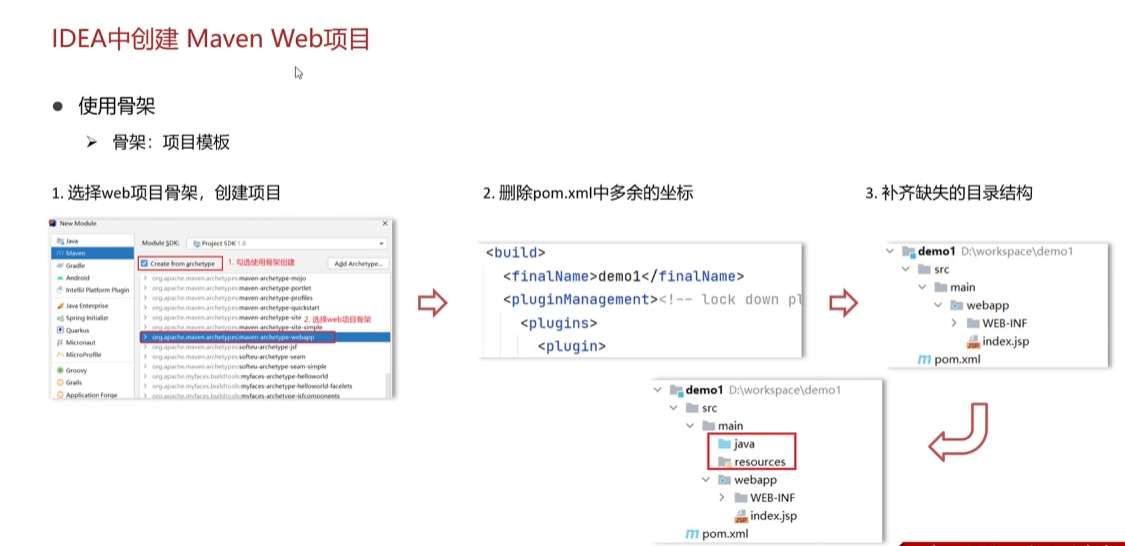 IDEA中创建 Maven Web项目
● 使用骨架
➢ 骨架：项目模板
1. 选择web项目骨架，创建项目
New Module
Java
Maven
Gradle
Android
IntelliJ Platform Plugin
Java Enterprise
Spring Initializr
Quarkus
Micronaut
MicroProfile
Groovy
Grails
Application Forge
Module SDK: Project SDK 1.8
Create from archetype 1. 勾选使用骨架创建 Add Archetype...
org.apache.maven.archetypes:maven-archetype-mojo
org.apache.maven.archetypes:maven-archetype-portlet
org.apache.maven.archetypes:maven-archetype-profiles
org.apache.maven.archetypes:maven-archetype-quickstart
org.apache.maven.archetypes:maven-archetype-site 2. 选择web项目骨架
org.apache.maven.archetypes:maven-archetype-site-simple
org.apache.maven.archetypes:maven-archetype-webapp
org.apache.maven.archetypes:softeu-archetype-jsf
org.apache.maven.archetypes:softeu-archetype-seam
org.apache.maven.archetypes:softeu-archetype-seam-simple
org.apache.myfaces.buildtools:myfaces-archetype-helloworld
org.apache.myfaces.buildtools:myfaces-archetype-helloworld-facelets
org.apache.myfaces.buildtools:myfaces-archetype-jsfcomponents
2. 删除pom.xml中多余的坐标
<build>
<finalName>demo1</finalName>
<pluginManagement><!-- lock down pl
<plugins>
<plugin>
3. 补齐缺失的目录结构
demo1 D:\workspace\demo1
src
main
webapp
WEB-INF
index.jsp
pom.xml
demo1 D:\workspace\demo1
src
main
java
resources
webapp
WEB-INF
index.jsp
pom.xml